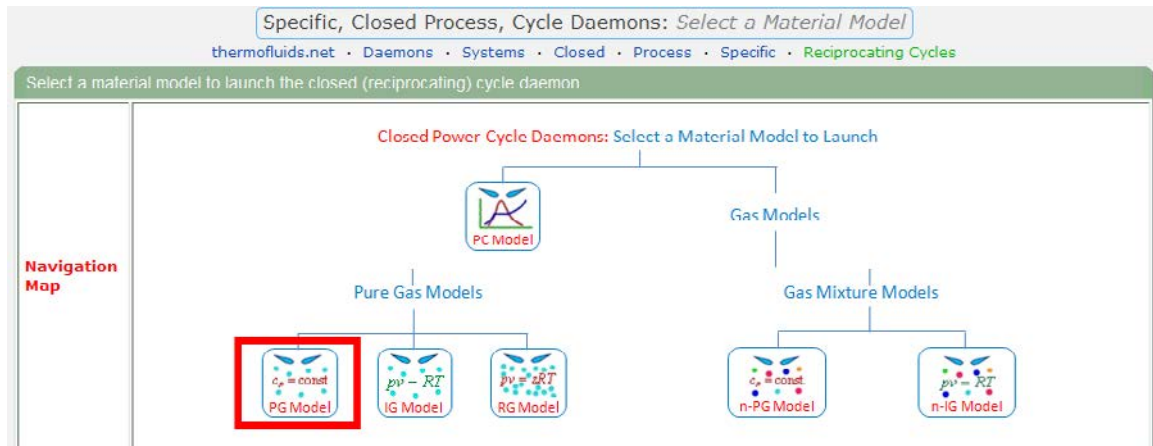 Specific, Closed Process, Cycle Daemons: Select a Material Model
thermofluids.net · Daemons · Systems · Closed · Process · Specific · Reciprocating Cycles
Select a material model to launch the closed (reciprocating) cycle daemon
Closed Power Cycle Daemons: Select a Material Model to Launch
PC Model
Gas Models
Navigation
Map
Pure Gas Models
Gas Mixture Models
cₚ = const
pv − RT
pv = zRT
cₚ = const.
pv = RT
PG Model
IG Model
RG Model
n-PG Model
n-IG Model